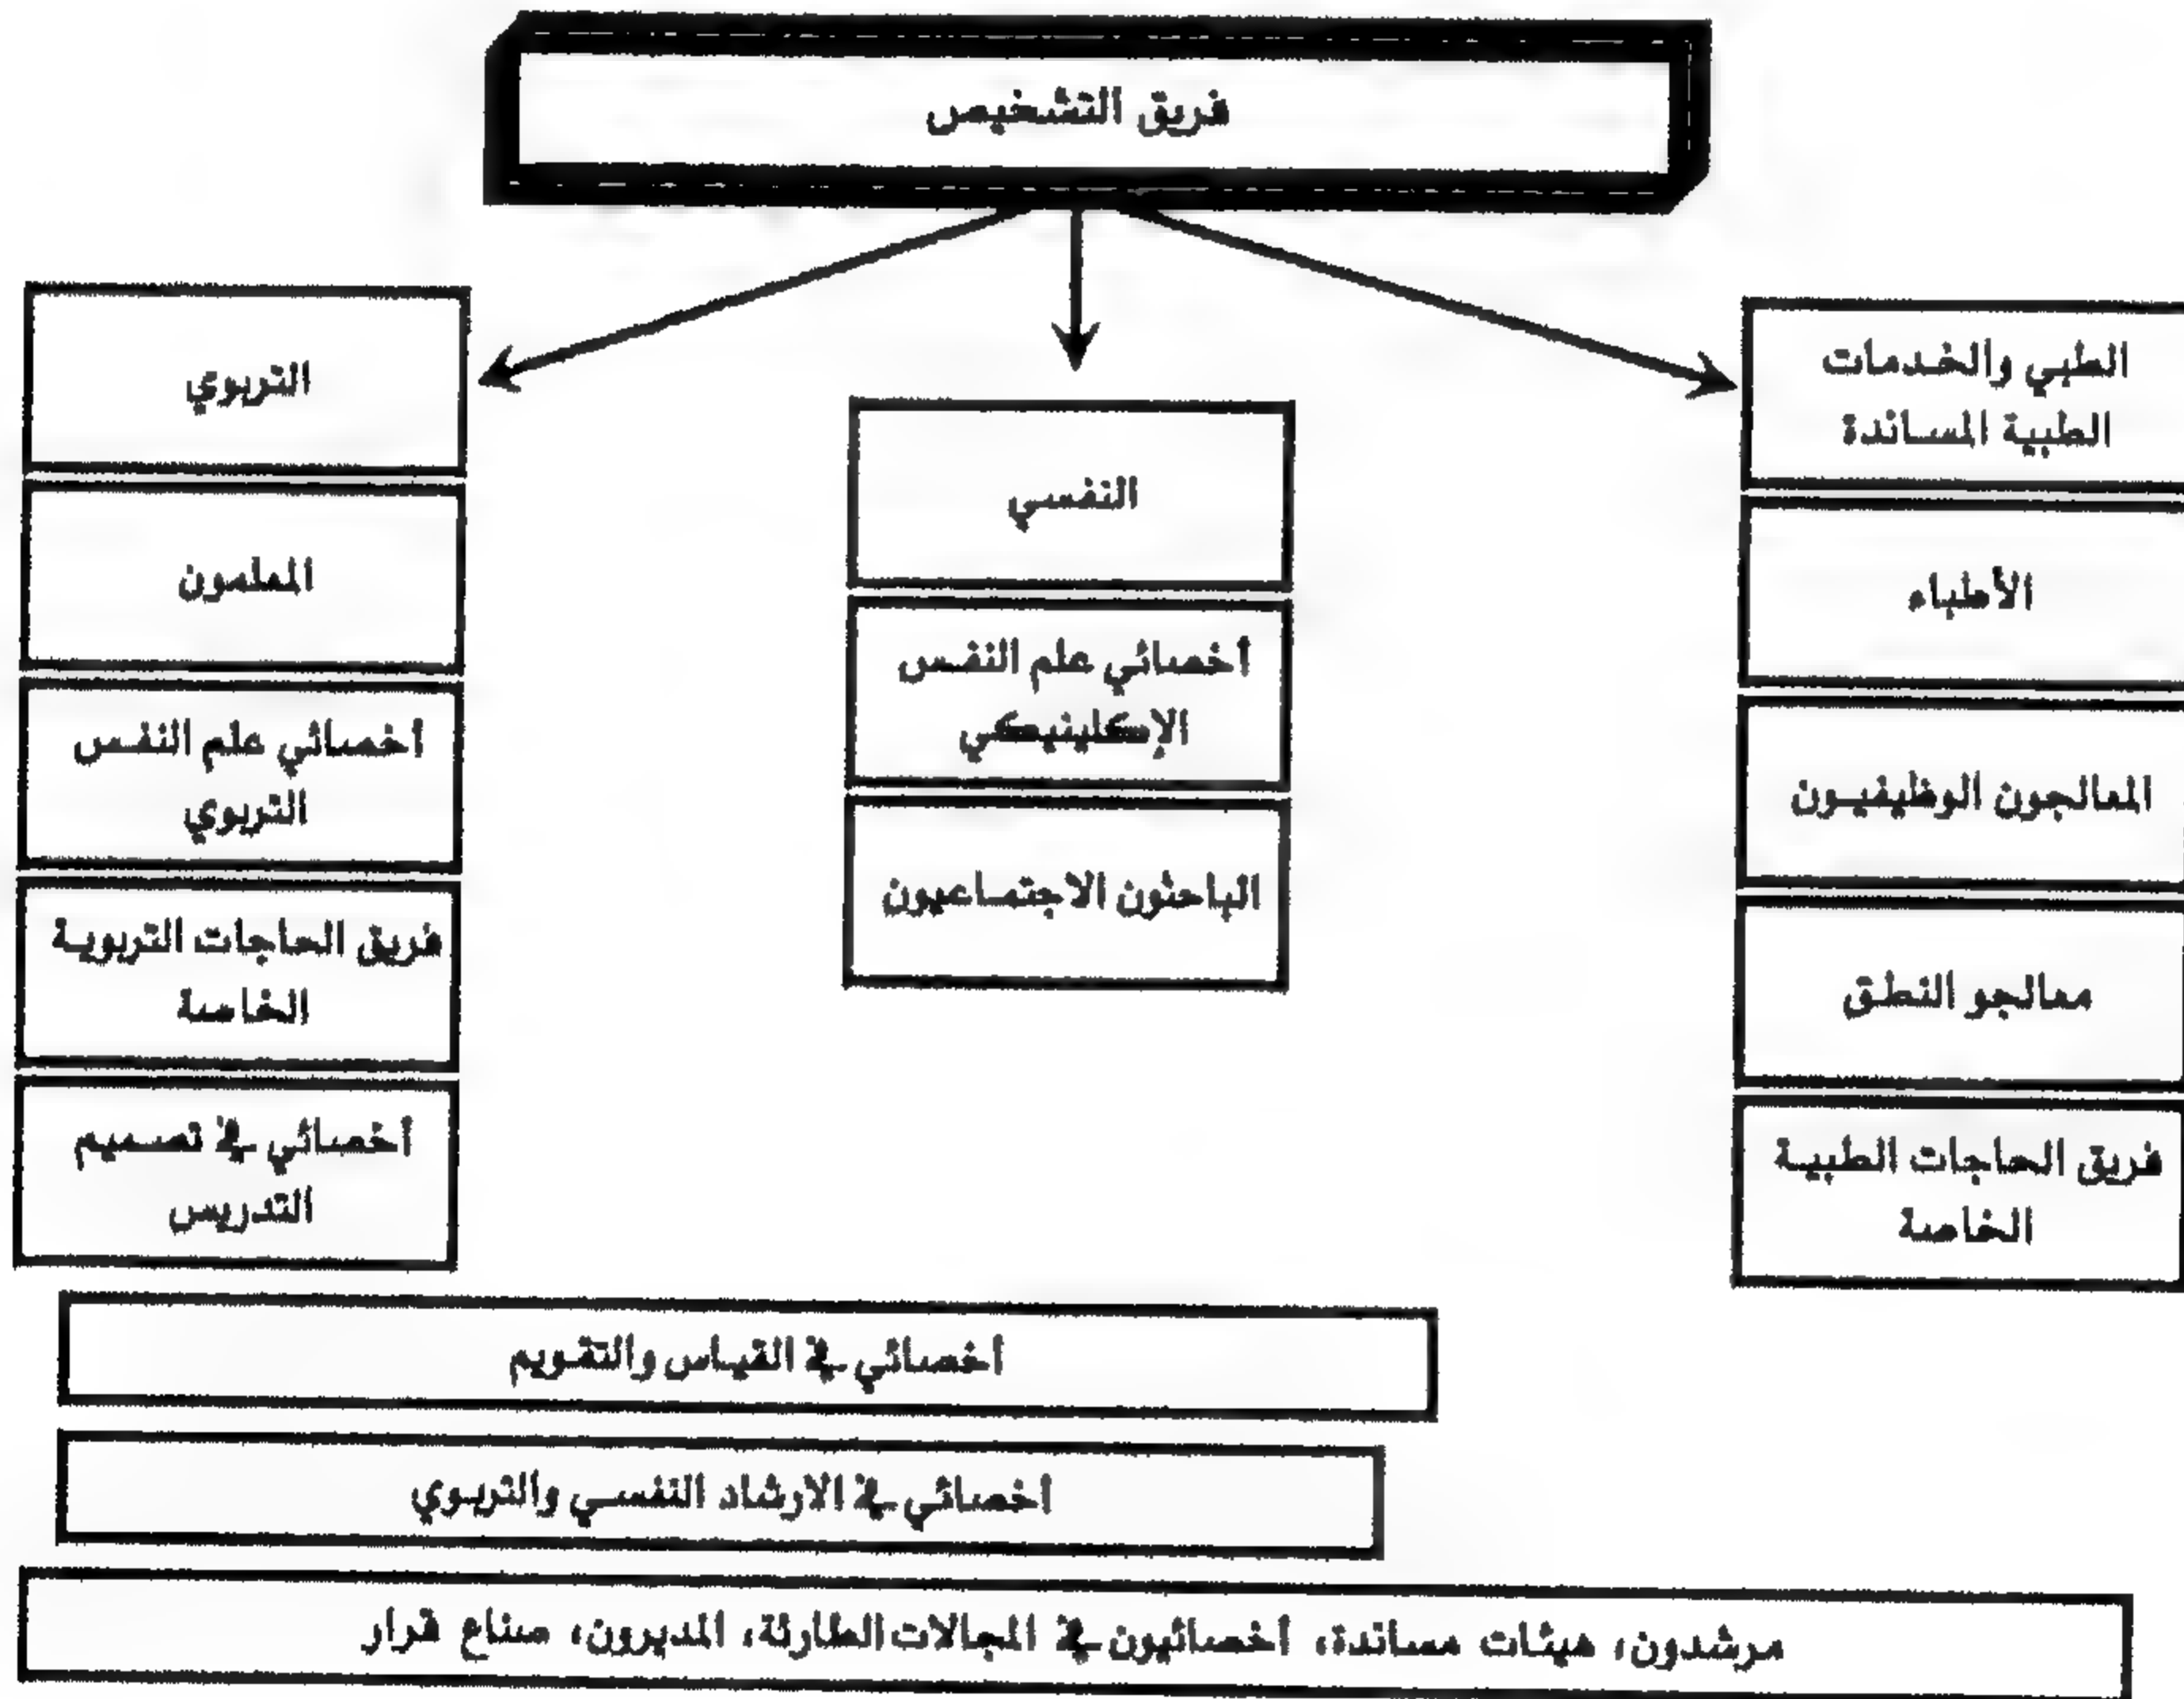 فريق التشخيص
الطبي والخدمات
الطبية المساندة
الأطباء
المعالجون الوظيفيون
معالجو النطق
فريق الحاجات الطبية
الخاصة
النفسي
أخصائي علم النفس
الإكلينيكي
الباحثون الاجتماعيون
التربوي
المعلمون
أخصائي علم النفس
التربوي
فريق الحاجات التربوية
الخاصة
أخصائي في تصميم
التدريس
أخصائي في القياس والتقويم
أخصائي في الارشاد النفسي والتربوي
مرشدون، هيئات مساندة، أخصائيون في المجالات الطارئة، المديرون، صناع قرار